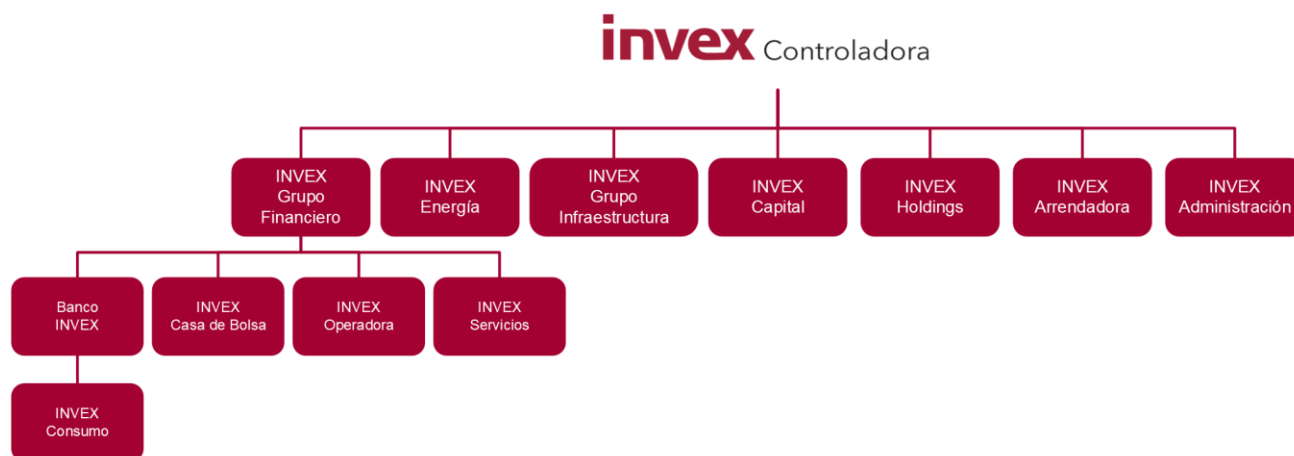 invex Controladora
INVEX
Grupo
Financiero
INVEX
Energía
INVEX
Grupo
Infraestructura
INVEX
Capital
INVEX
Holdings
INVEX
Arrendadora
INVEX
Administración
Banco
INVEX
INVEX
Casa de Bolsa
INVEX
Operadora
INVEX
Servicios
INVEX
Consumo